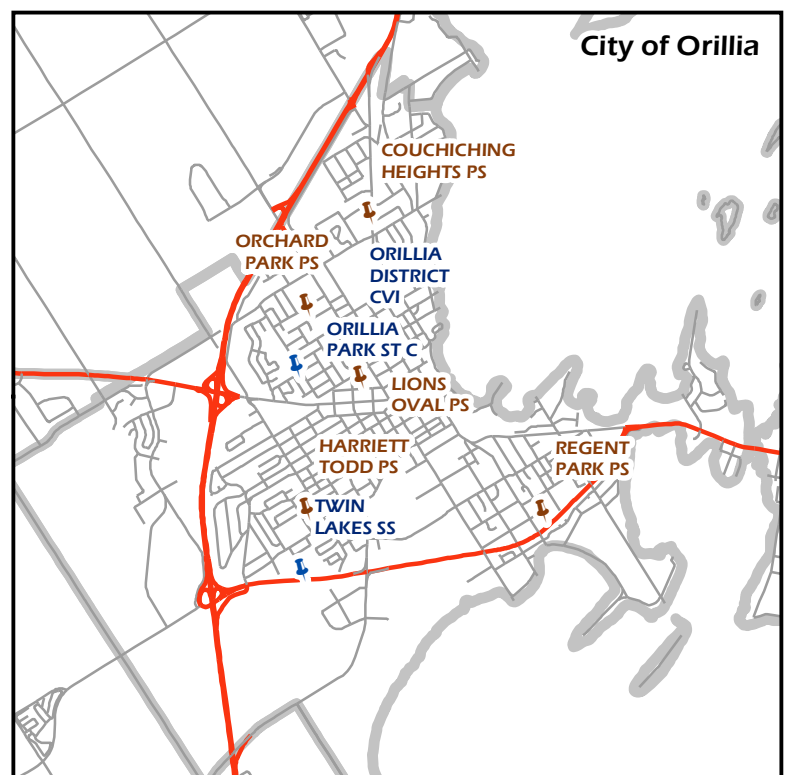 City of Orillia
COUCHICHING
HEIGHTS PS
ORCHARD
PARK PS
ORILLIA
DISTRICT
CVI
ORILLIA
PARK ST C
LIONS
OVAL PS
HARRIETT
TODD PS
REGENT
PARK PS
TWIN
LAKES SS